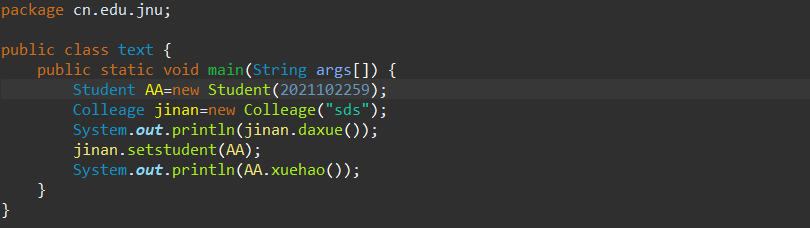 package cn.edu.jnu;
public class text {
    public static void main(String args[]) {
        Student AA=new Student(2021102259);
        Colleage jinan=new Colleage("sds");
        System.out.println(jinan.daxue());
        jinan.setstudent(AA);
        System.out.println(AA.xuehao());
    }
}